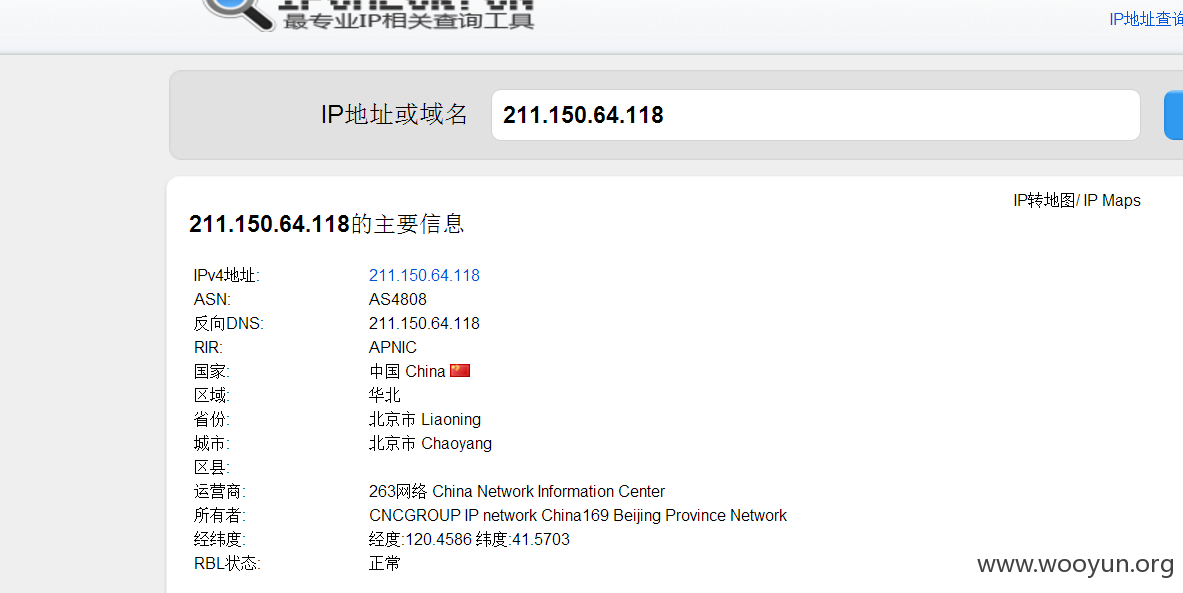 最专业IP相关查询工具
IP地址查询
IP地址或域名
211.150.64.118
IP转地图/ IP Maps
211.150.64.118的主要信息
IPv4地址: 211.150.64.118
ASN: AS4808
反向DNS: 211.150.64.118
RIR: APNIC
国家: 中国 China
区域: 华北
省份: 北京市 Liaoning
城市: 北京市 Chaoyang
区县:
运营商: 263网络 China Network Information Center
所有者: CNCGROUP IP network China169 Beijing Province Network
经纬度: 经度:120.4586 纬度:41.5703
RBL状态: 正常
www.wooyun.org